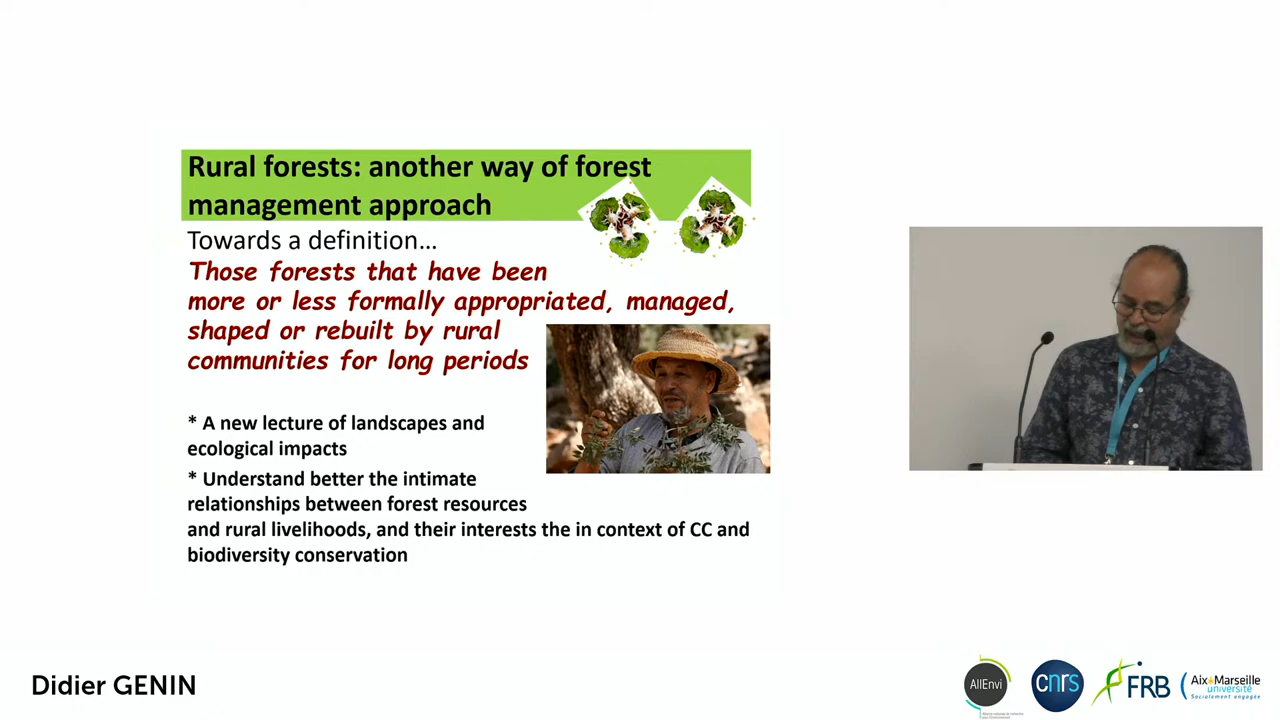 Rural forests: another way of forest
management approach
Towards a definition…
Those forests that have been
more or less formally appropriated, managed,
shaped or rebuilt by rural
communities for long periods
* A new lecture of landscapes and
ecological impacts
* Understand better the intimate
relationships between forest resources
and rural livelihoods, and their interests the in context of CC and
biodiversity conservation
Didier GENIN
AllEnvi
cnrs
FRB
Aix Marseille
université
Socialement engagée